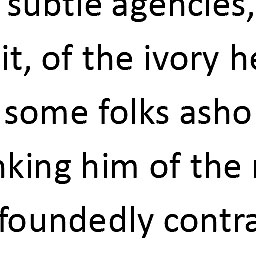 subtle agencies,
it, of the ivory he
some folks asho
nking him of the
foundedly contra